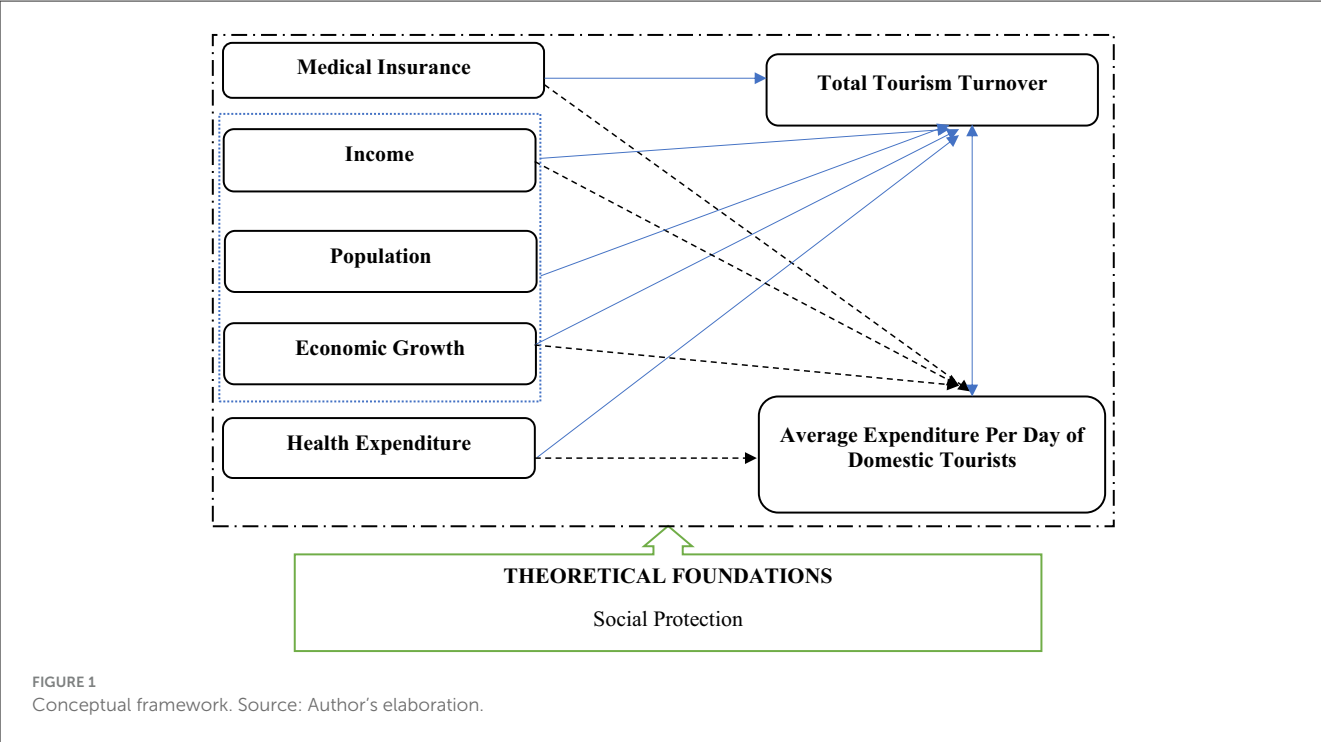 Medical Insurance
Total Tourism Turnover
Income
Population
Economic Growth
Health Expenditure
Average Expenditure Per Day of
Domestic Tourists
THEORETICAL FOUNDATIONS
Social Protection
FIGURE 1
Conceptual framework. Source: Author’s elaboration.